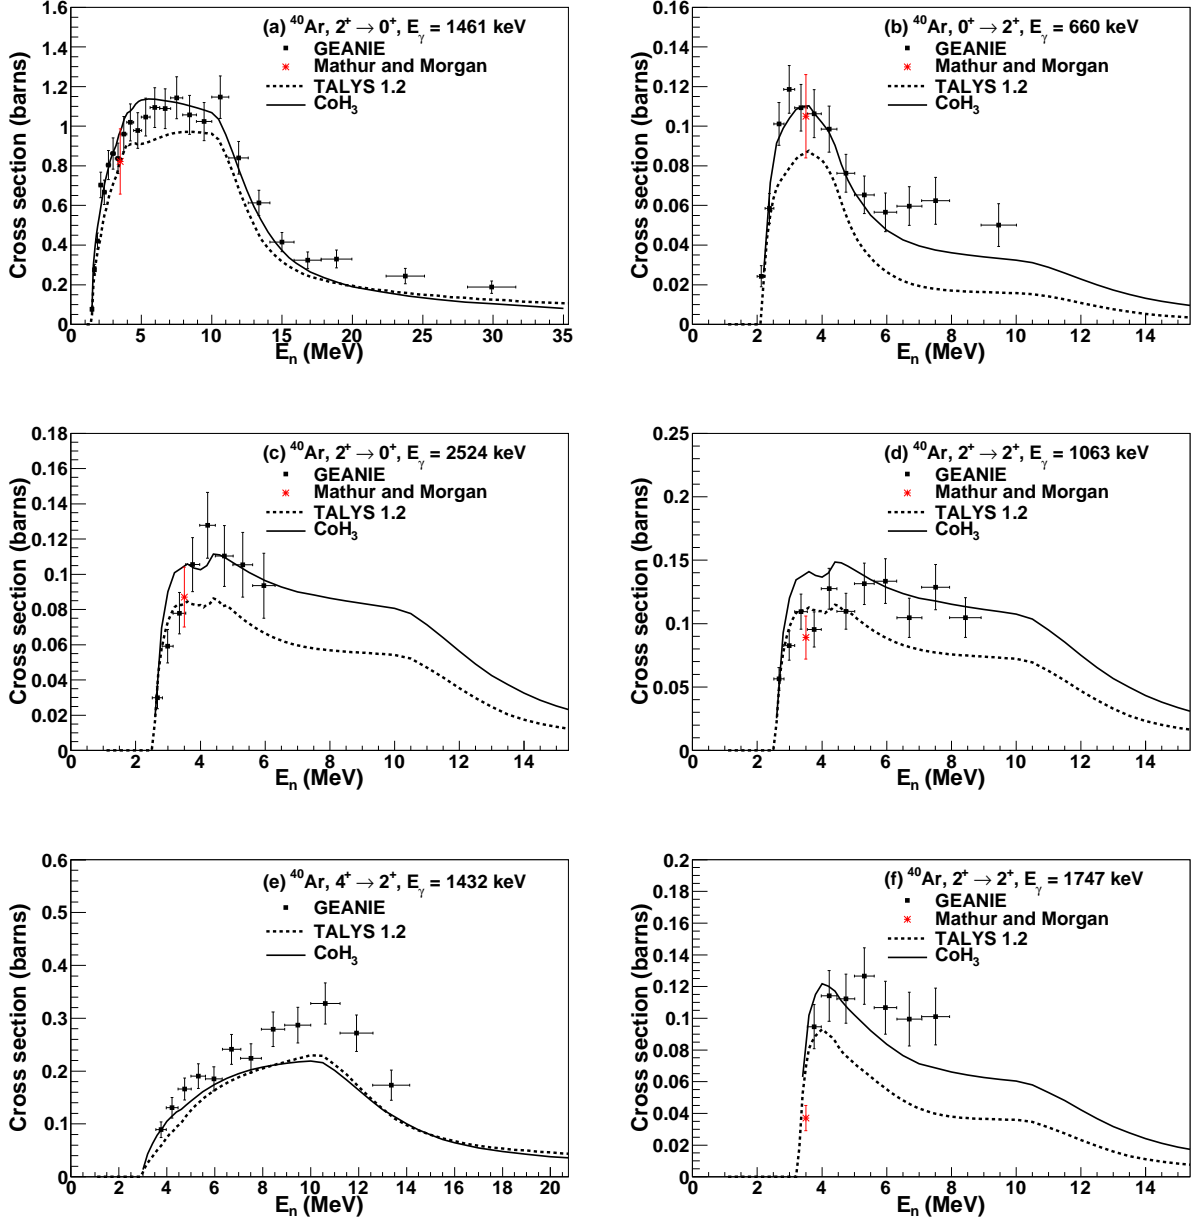 (a) ⁴⁰Ar, 2⁺ → 0⁺, E_γ = 1461 keV
GEANIE
Mathur and Morgan
TALYS 1.2
CoH₃
Cross section (barns)
1.6
1.4
1.2
1
0.8
0.6
0.4
0.2
0
0 5 10 15 20 25 30 35
E_n (MeV)
(b) ⁴⁰Ar, 0⁺ → 2⁺, E_γ = 660 keV
GEANIE
Mathur and Morgan
TALYS 1.2
CoH₃
Cross section (barns)
0.16
0.14
0.12
0.1
0.08
0.06
0.04
0.02
0
0 2 4 6 8 10 12 14
E_n (MeV)
(c) ⁴⁰Ar, 2⁺ → 0⁺, E_γ = 2524 keV
GEANIE
Mathur and Morgan
TALYS 1.2
CoH₃
Cross section (barns)
0.18
0.16
0.14
0.12
0.1
0.08
0.06
0.04
0.02
0
0 2 4 6 8 10 12 14
E_n (MeV)
(d) ⁴⁰Ar, 2⁺ → 2⁺, E_γ = 1063 keV
GEANIE
Mathur and Morgan
TALYS 1.2
CoH₃
Cross section (barns)
0.25
0.2
0.15
0.1
0.05
0
0 2 4 6 8 10 12 14
E_n (MeV)
(e) ⁴⁰Ar, 4⁺ → 2⁺, E_γ = 1432 keV
GEANIE
TALYS 1.2
CoH₃
Cross section (barns)
0.6
0.5
0.4
0.3
0.2
0.1
0
0 2 4 6 8 10 12 14 16 18 20
E_n (MeV)
(f) ⁴⁰Ar, 2⁺ → 2⁺, E_γ = 1747 keV
GEANIE
Mathur and Morgan
TALYS 1.2
CoH₃
Cross section (barns)
0.2
0.18
0.16
0.14
0.12
0.1
0.08
0.06
0.04
0.02
0
0 2 4 6 8 10 12 14
E_n (MeV)